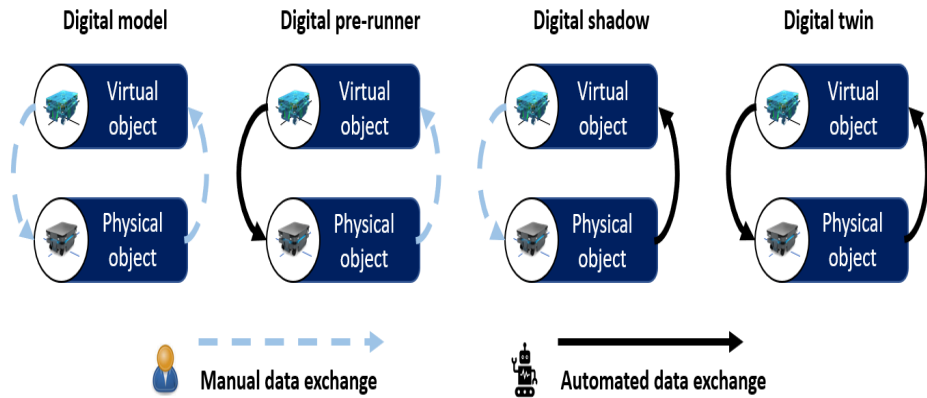 Digital model
Digital pre-runner
Digital shadow
Digital twin
Virtual
object
Virtual
object
Virtual
object
Virtual
object
Physical
object
Physical
object
Physical
object
Physical
object
Manual data exchange
Automated data exchange